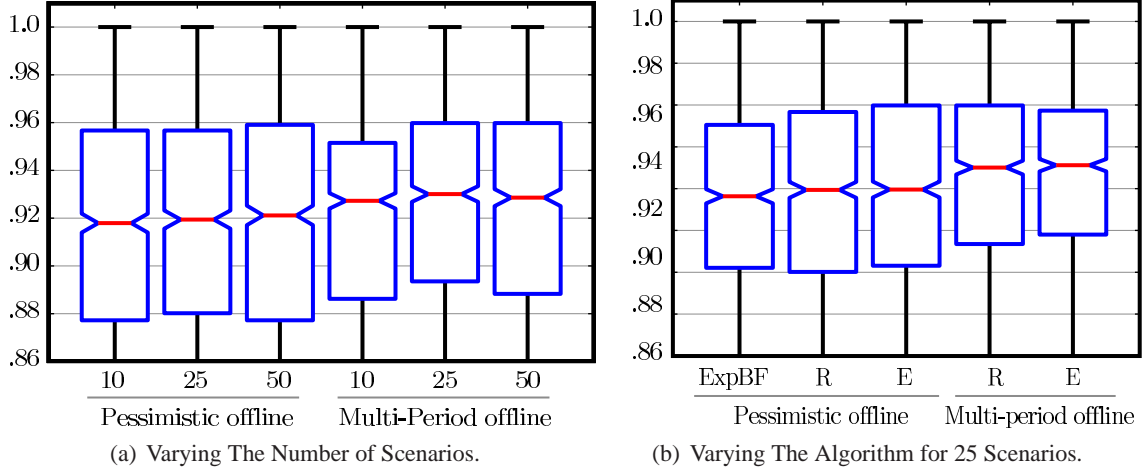 1.0
.98
.96
.94
.92
.90
.88
.86
10 25 50 10 25 50
Pessimistic offline Multi-Period offline
(a) Varying The Number of Scenarios.
1.0
.98
.96
.94
.92
.90
.88
.86
ExpBF R E R E
Pessimistic offline Multi-period offline
(b) Varying The Algorithm for 25 Scenarios.